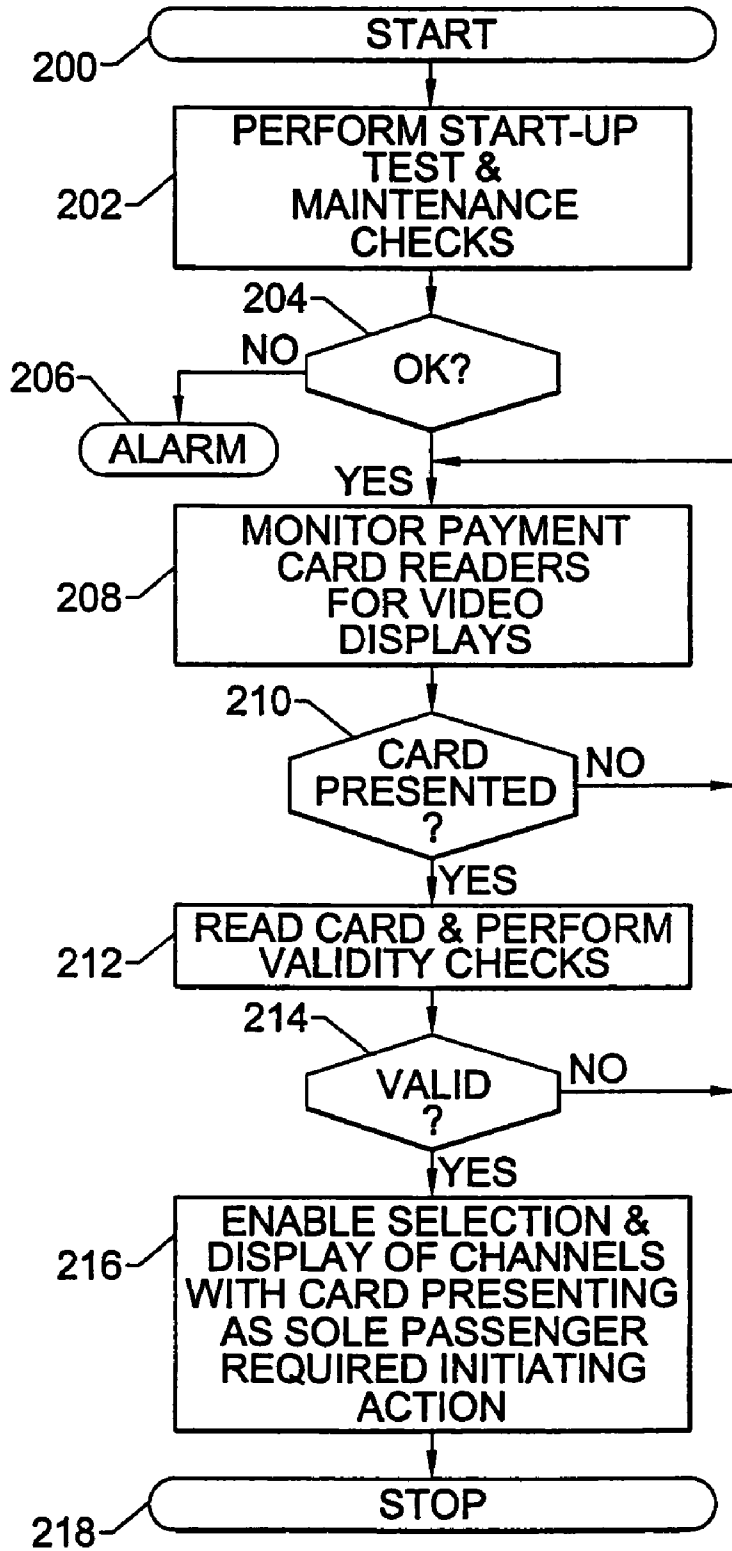 START
200
PERFORM START-UP
TEST &
MAINTENANCE
CHECKS
202
204
OK?
NO
206
ALARM
YES
MONITOR PAYMENT
CARD READERS
FOR VIDEO
DISPLAYS
208
210
CARD
PRESENTED
?
NO
YES
READ CARD & PERFORM
VALIDITY CHECKS
212
214
VALID
?
NO
YES
ENABLE SELECTION &
DISPLAY OF CHANNELS
WITH CARD PRESENTING
AS SOLE PASSENGER
REQUIRED INITIATING
ACTION
216
STOP
218